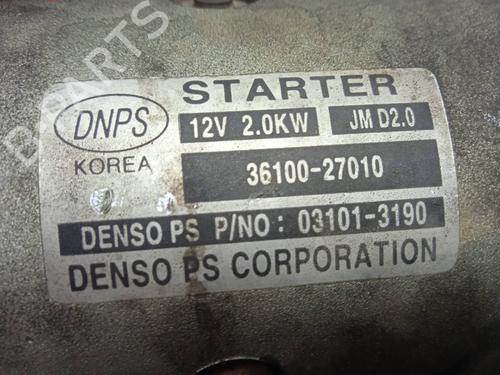 STARTER
DNPS
12V 2.0KW JM D2.0
KOREA
36100-27010
DENSO PS P/NO : 03101-3190
DENSO PS CORPORATION
B-PARTS